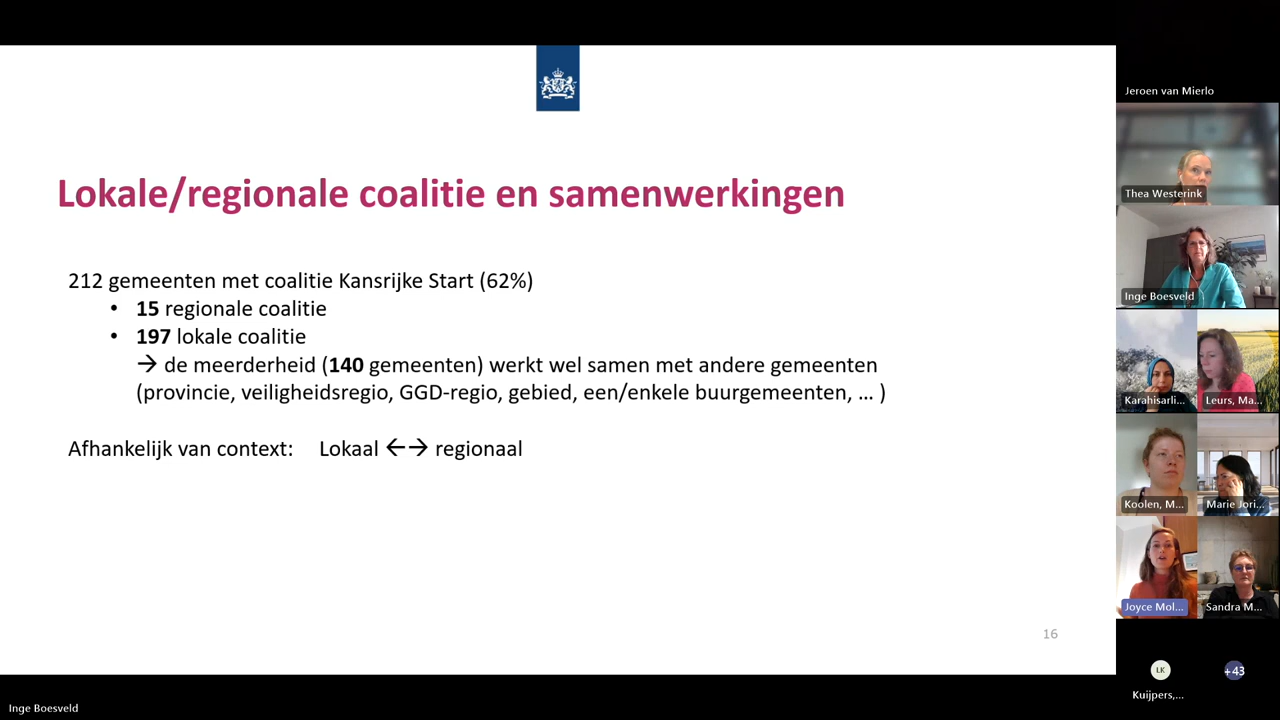 Lokale/regionale coalitie en samenwerkingen
212 gemeenten met coalitie Kansrijke Start (62%)
• 15 regionale coalitie
• 197 lokale coalitie
→ de meerderheid (140 gemeenten) werkt wel samen met andere gemeenten
(provincie, veiligheidsregio, GGD-regio, gebied, een/enkele buurgemeenten, ... )
Afhankelijk van context: Lokaal ←→ regionaal
16
Inge Boesveld
Jeroen van Mierlo
Thea Westerink
Inge Boesveld
Karahisarli...
Leurs, Ma...
Koolen, M...
Marie Jori...
Joyce Mol...
Sandra M...
LK
+43
Kuijpers,...